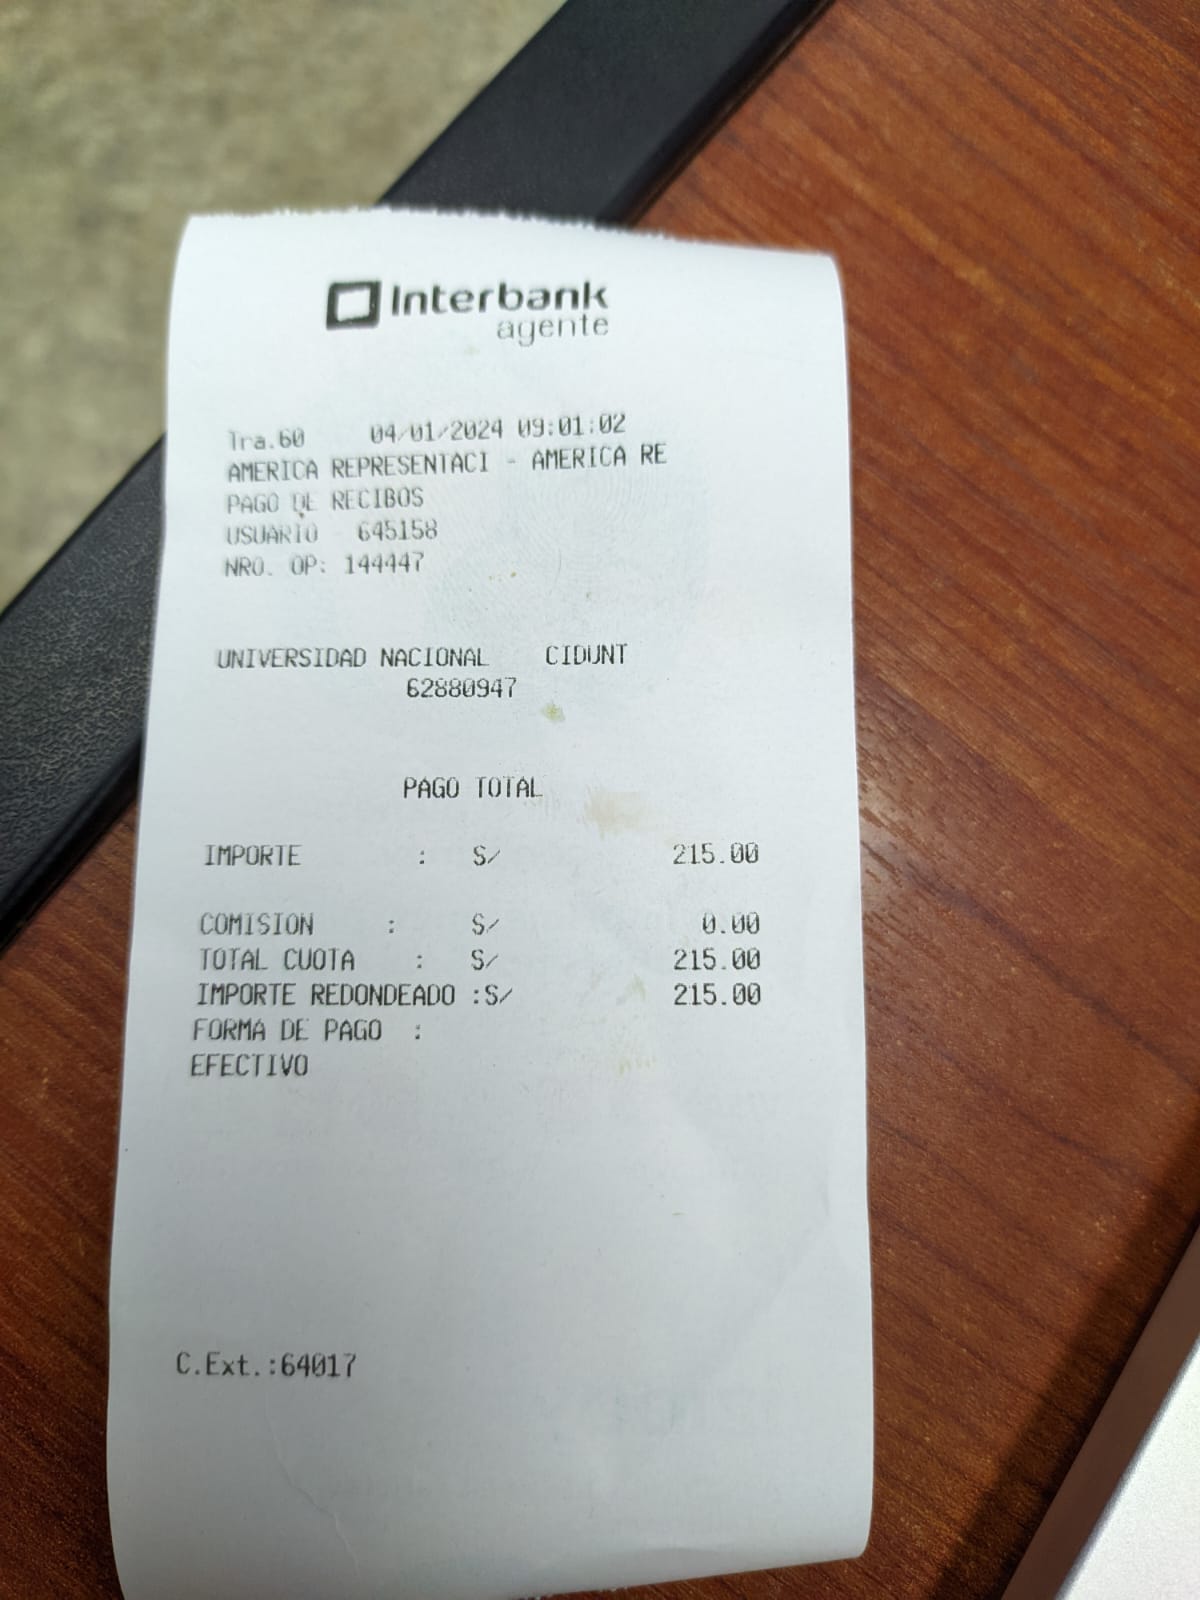 Interbank
agente
Tra.60 04/01/2024 09:01:02
AMERICA REPRESENTACI - AMERICA RE
PAGO DE RECIBOS
USUARIO - 645158
NRO. OP: 144447
UNIVERSIDAD NACIONAL CIDUNT
62880947
PAGO TOTAL
IMPORTE : S/ 215.00
COMISION : S/ 0.00
TOTAL CUOTA : S/ 215.00
IMPORTE REDONDEADO :S/ 215.00
FORMA DE PAGO :
EFECTIVO
C.Ext.:64017